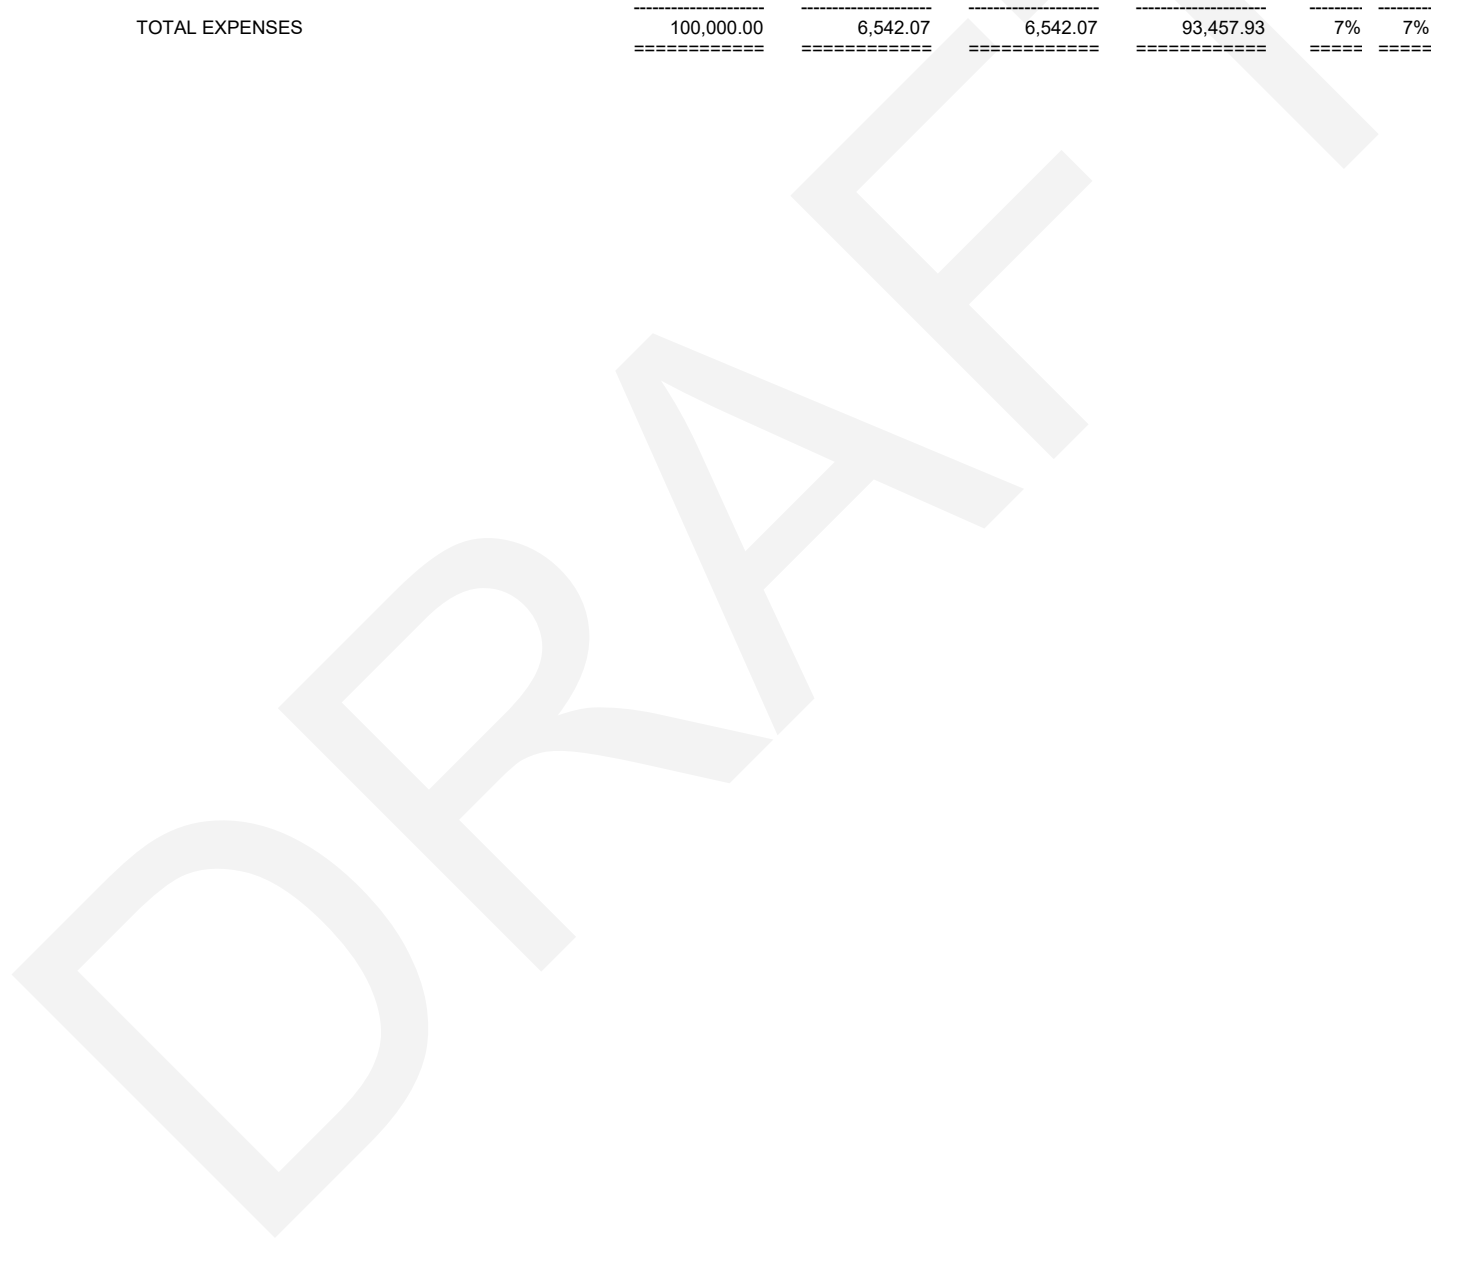 --------------------- --------------------- --------------------- --------------------- --------- ---------
TOTAL EXPENSES 100,000.00 6,542.07 6,542.07 93,457.93 7% 7%
============ ============ ============ ============ ===== =====
DRAFT